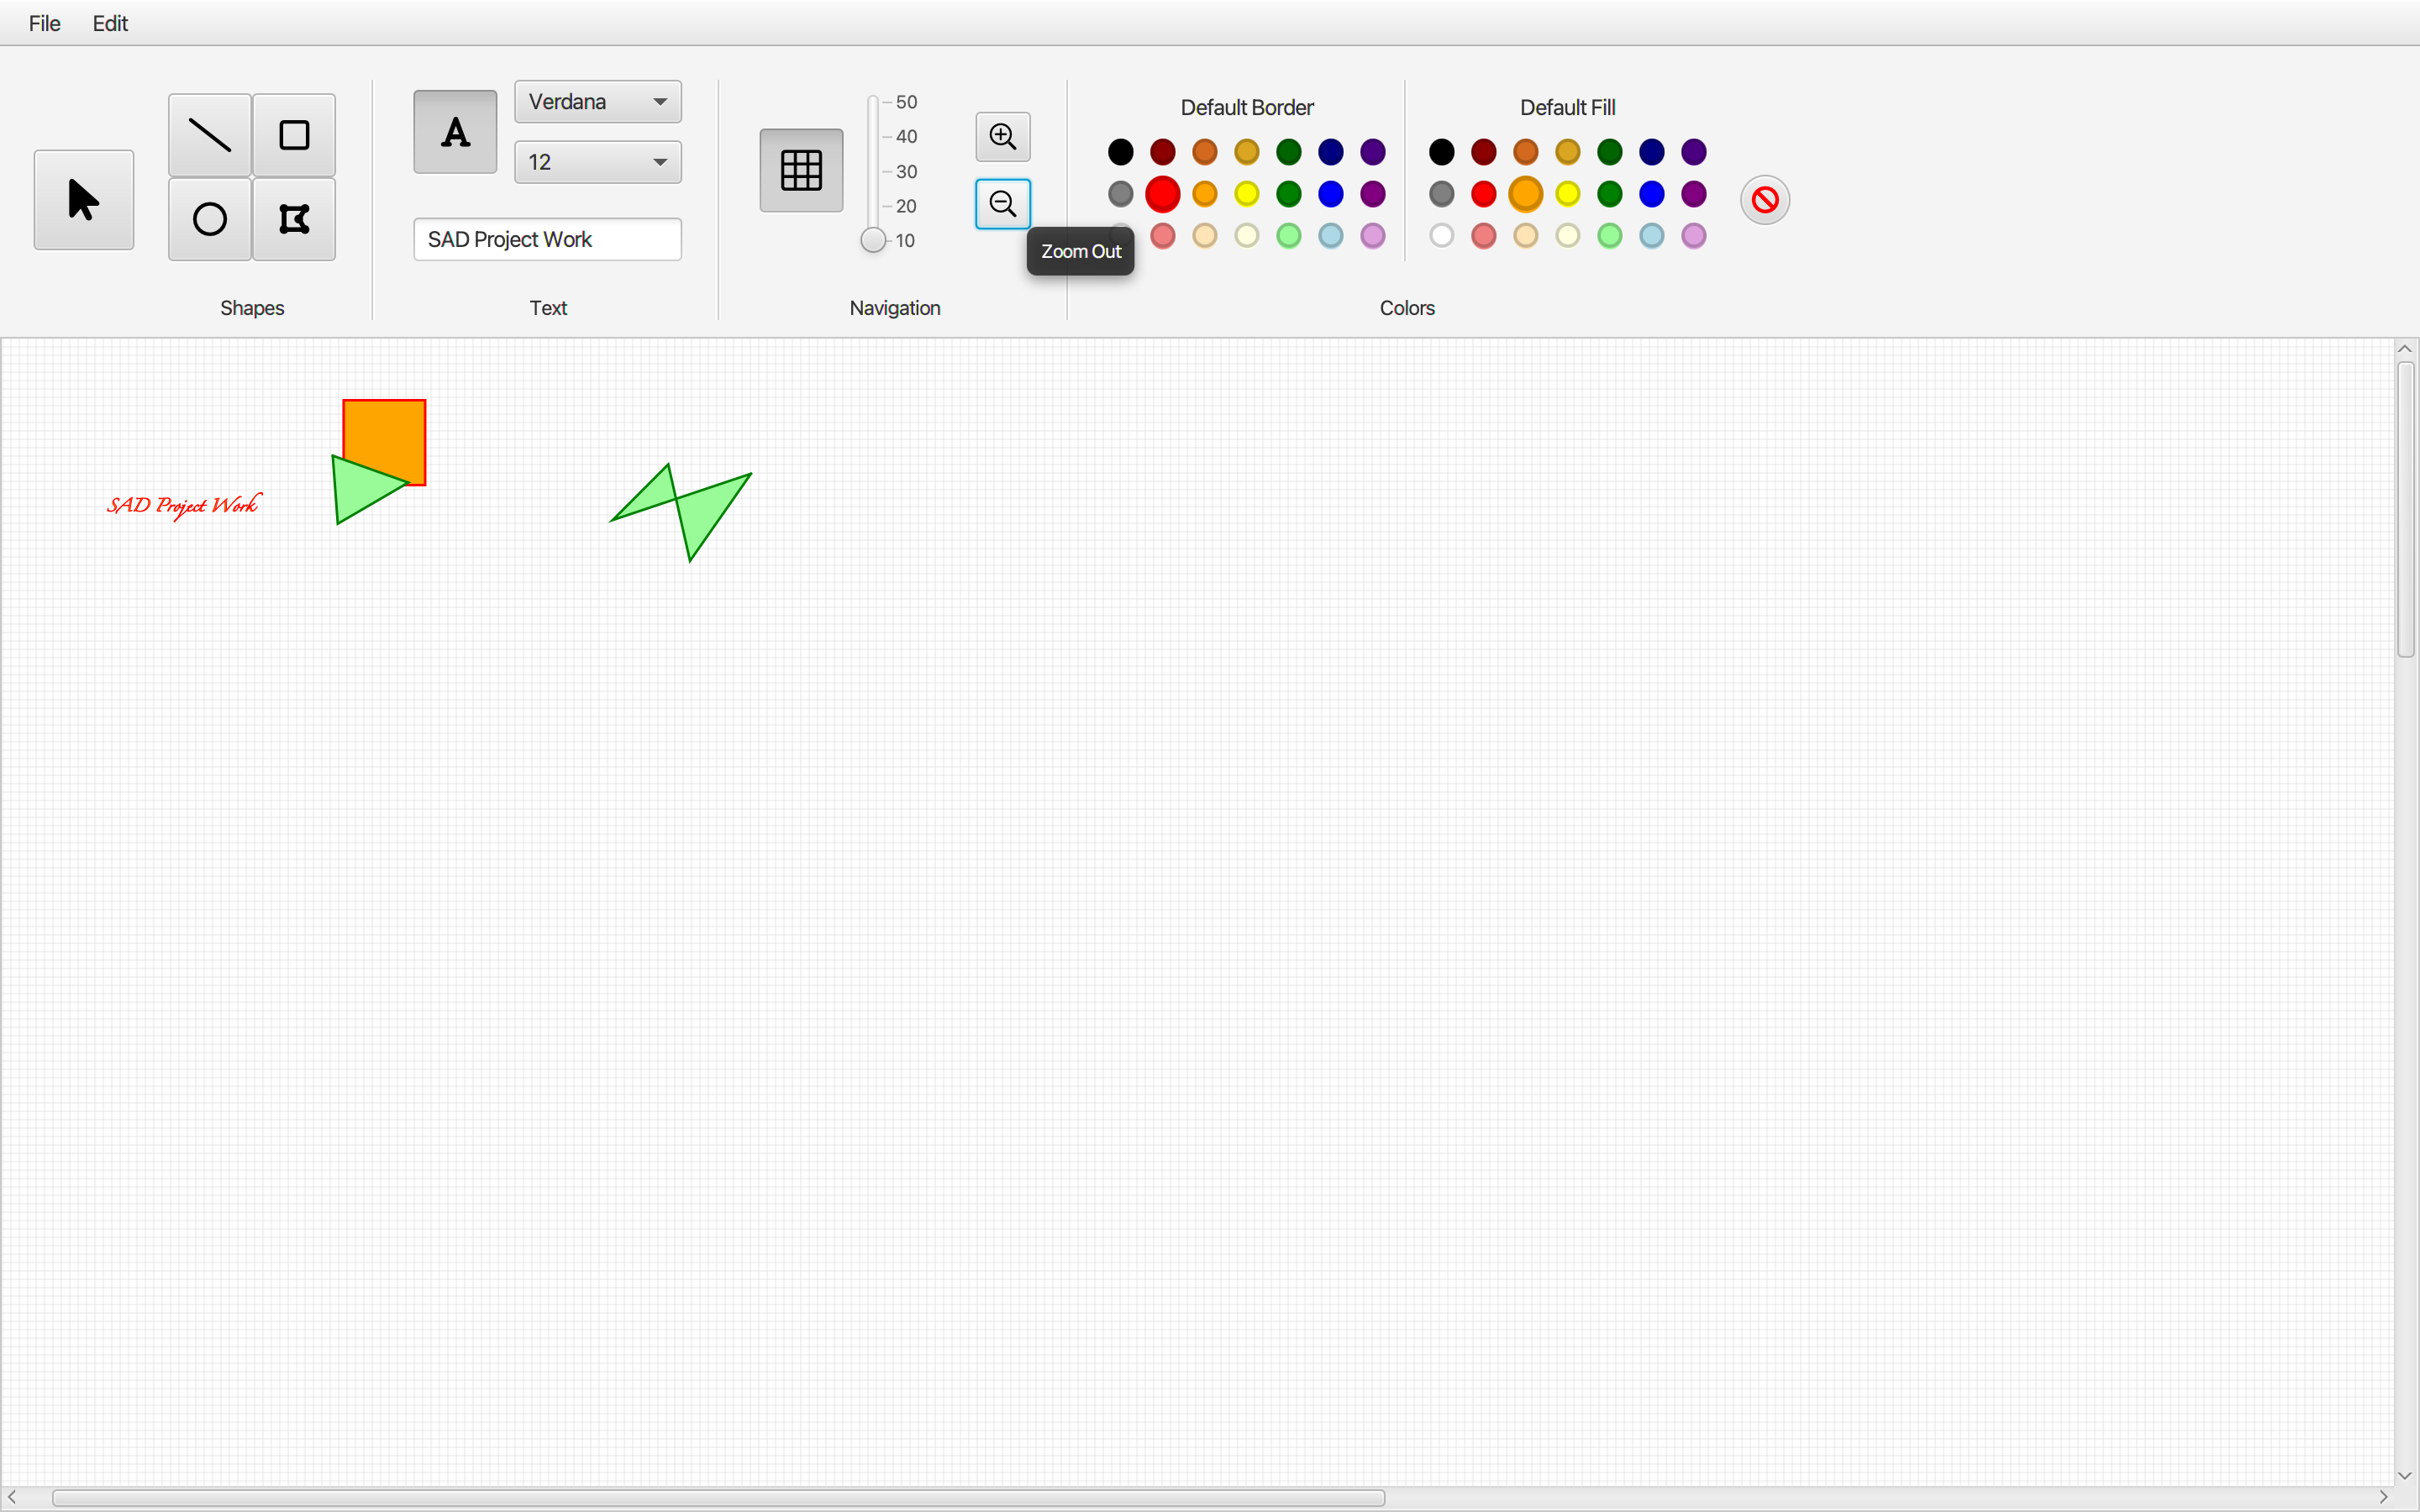 File Edit
Verdana
12
SAD Project Work
Shapes
Text
50
40
30
20
10
Navigation
Zoom Out
Default Border
Default Fill
Colors
SAD Project Work